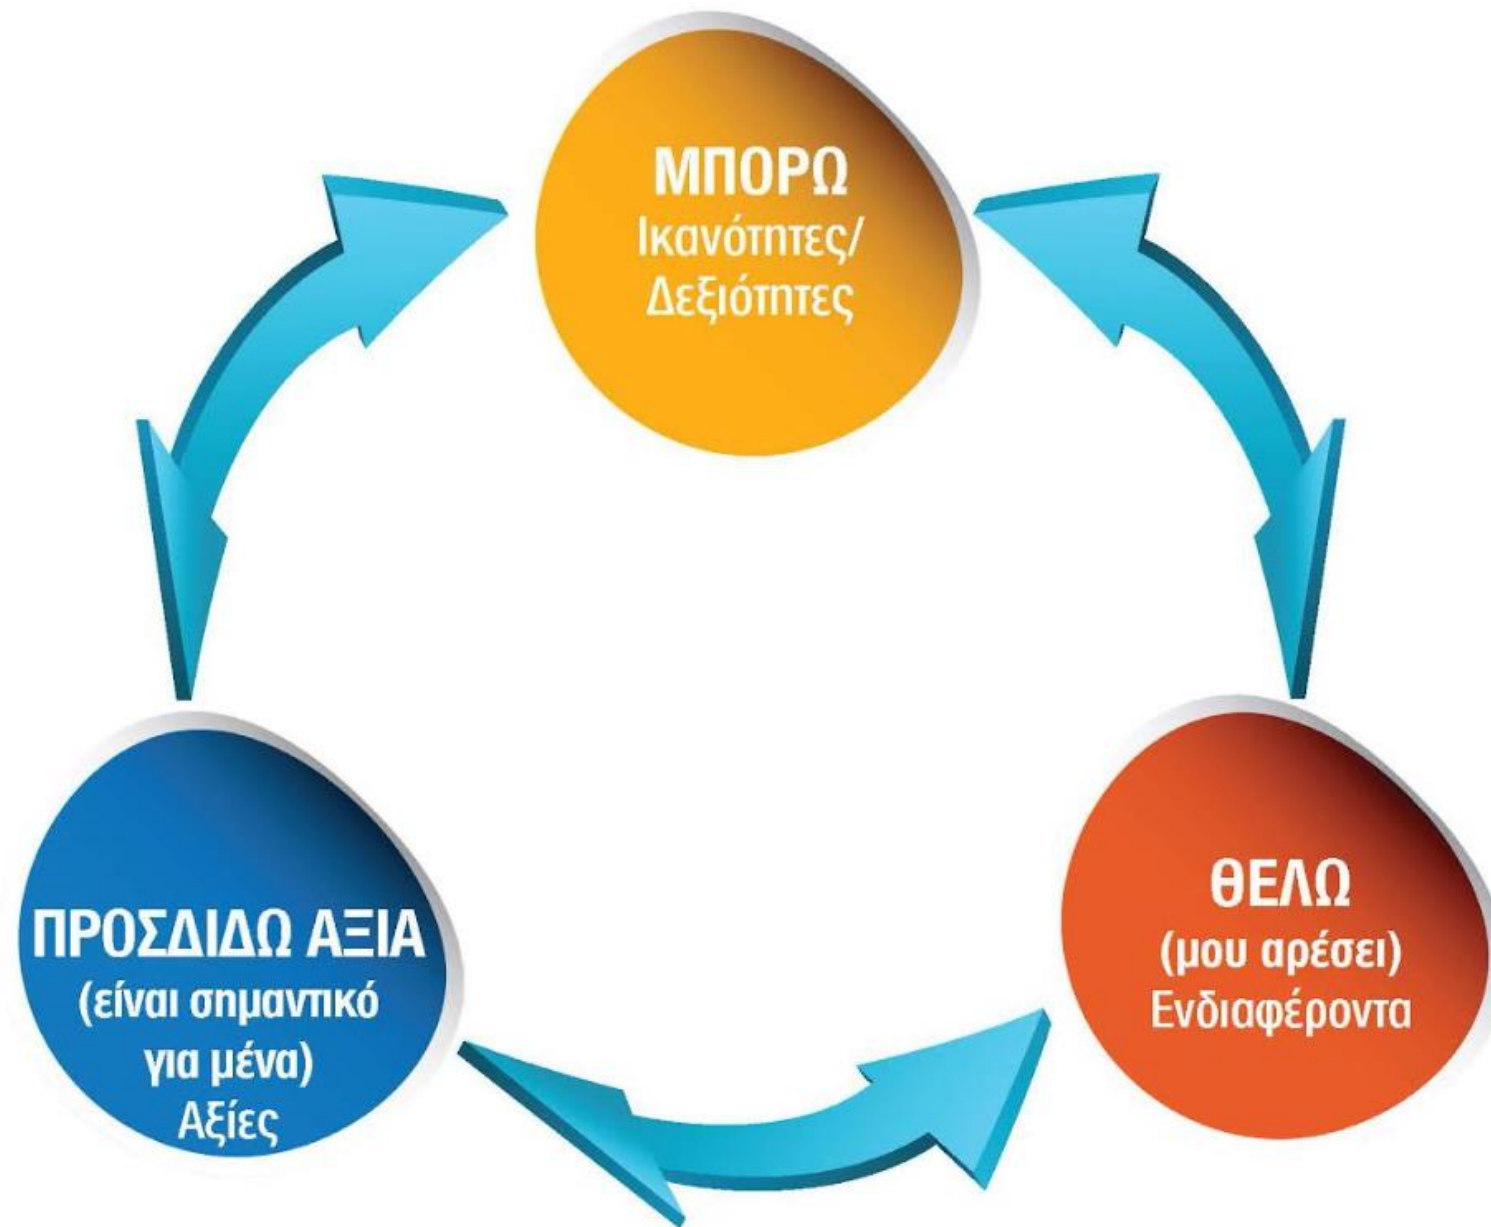 ΜΠΟΡΩ
Ικανότητες/
Δεξιότητες
ΠΡΟΣΔΙΔΩ ΑΞΙΑ
(είναι σημαντικό
για μένα)
Αξίες
ΘΕΛΩ
(μου αρέσει)
Ενδιαφέροντα